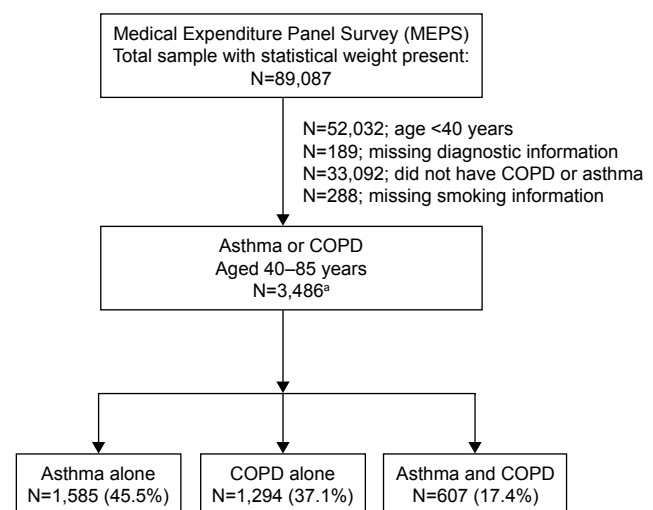 Medical Expenditure Panel Survey (MEPS)
Total sample with statistical weight present:
N=89,087
N=52,032; age <40 years
N=189; missing diagnostic information
N=33,092; did not have COPD or asthma
N=288; missing smoking information
Asthma or COPD
Aged 40–85 years
N=3,486ᵃ
Asthma alone
N=1,585 (45.5%)
COPD alone
N=1,294 (37.1%)
Asthma and COPD
N=607 (17.4%)